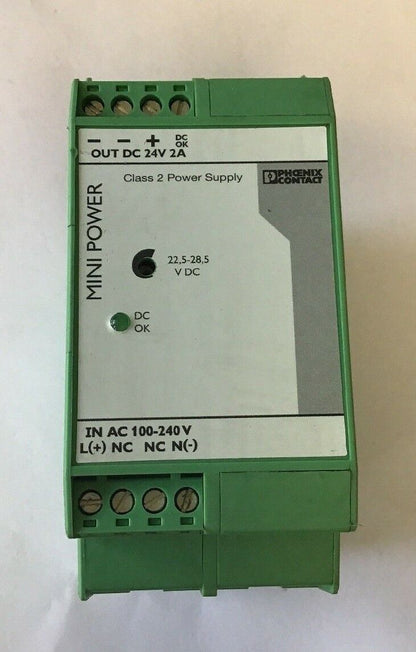 − − + DC OK
OUT DC 24V 2A
Class 2 Power Supply
PHŒNIX
CONTACT
MINI POWER
22,5-28,5
V DC
DC
OK
IN AC 100-240 V
L(+) NC NC N(-)